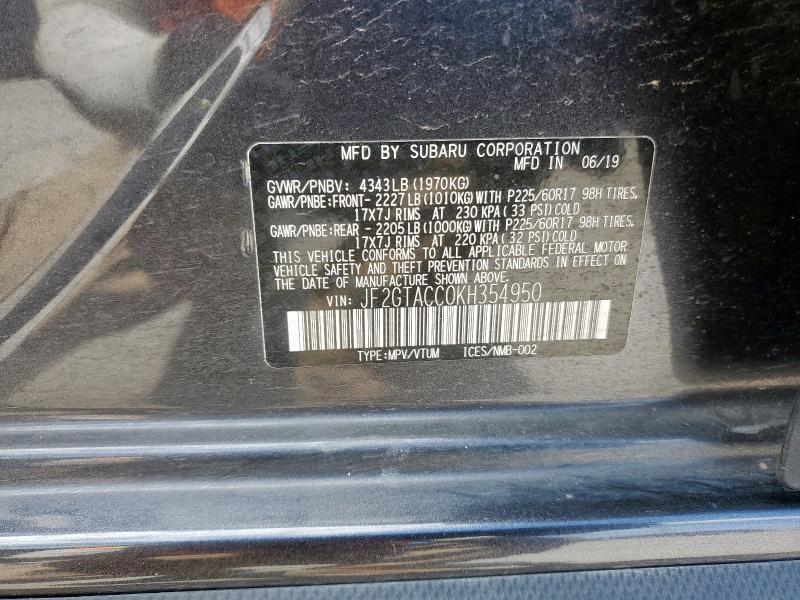 MFD BY SUBARU CORPORATION
MFD IN 06/19
GVWR/PNBV: 4343LB(1970KG)
GAWR/PNBE:FRONT- 2227LB(1010KG)WITH P225/60R17 98H TIRES,
17X7J RIMS AT 230 KPA(33 PSI)COLD
GAWR/PNBE:REAR - 2205LB(1000KG)WITH P225/60R17 98H TIRES,
17X7J RIMS AT 220 KPA(32 PSI)COLD
THIS VEHICLE CONFORMS TO ALL APPLICABLE FEDERAL MOTOR
VEHICLE SAFETY AND THEFT PREVENTION STANDARDS IN EFFECT ON
THE DATE OF MANUFACTURE SHOWN ABOVE.
VIN: JF2GTACC0KH354950
TYPE:MPV/VTUM ICES/NMB-002